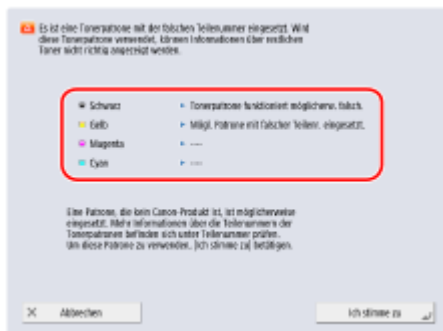 Es ist eine Tonerpatrone mit der falschen Teilenummer eingesetzt. Wird
diese Tonerpatrone verwendet, können Informationen über restlichen
Toner nicht richtig angezeigt werden.
Schwarz ▸ Tonerpatrone funktioniert möglicherw. falsch.
Gelb ▸ Mögl. Patrone mit falscher Teilenr. eingesetzt.
Magenta ▸ ----
Cyan ▸ ----
Eine Patrone, die kein Canon-Produkt ist, ist möglicherweise
eingesetzt. Mehr Informationen über die Teilenummern der
Tonerpatronen befinden sich unter Teilenummer prüfen.
Um diese Patrone zu verwenden, [Ich stimme zu] betätigen.
Abbrechen
Ich stimme zu